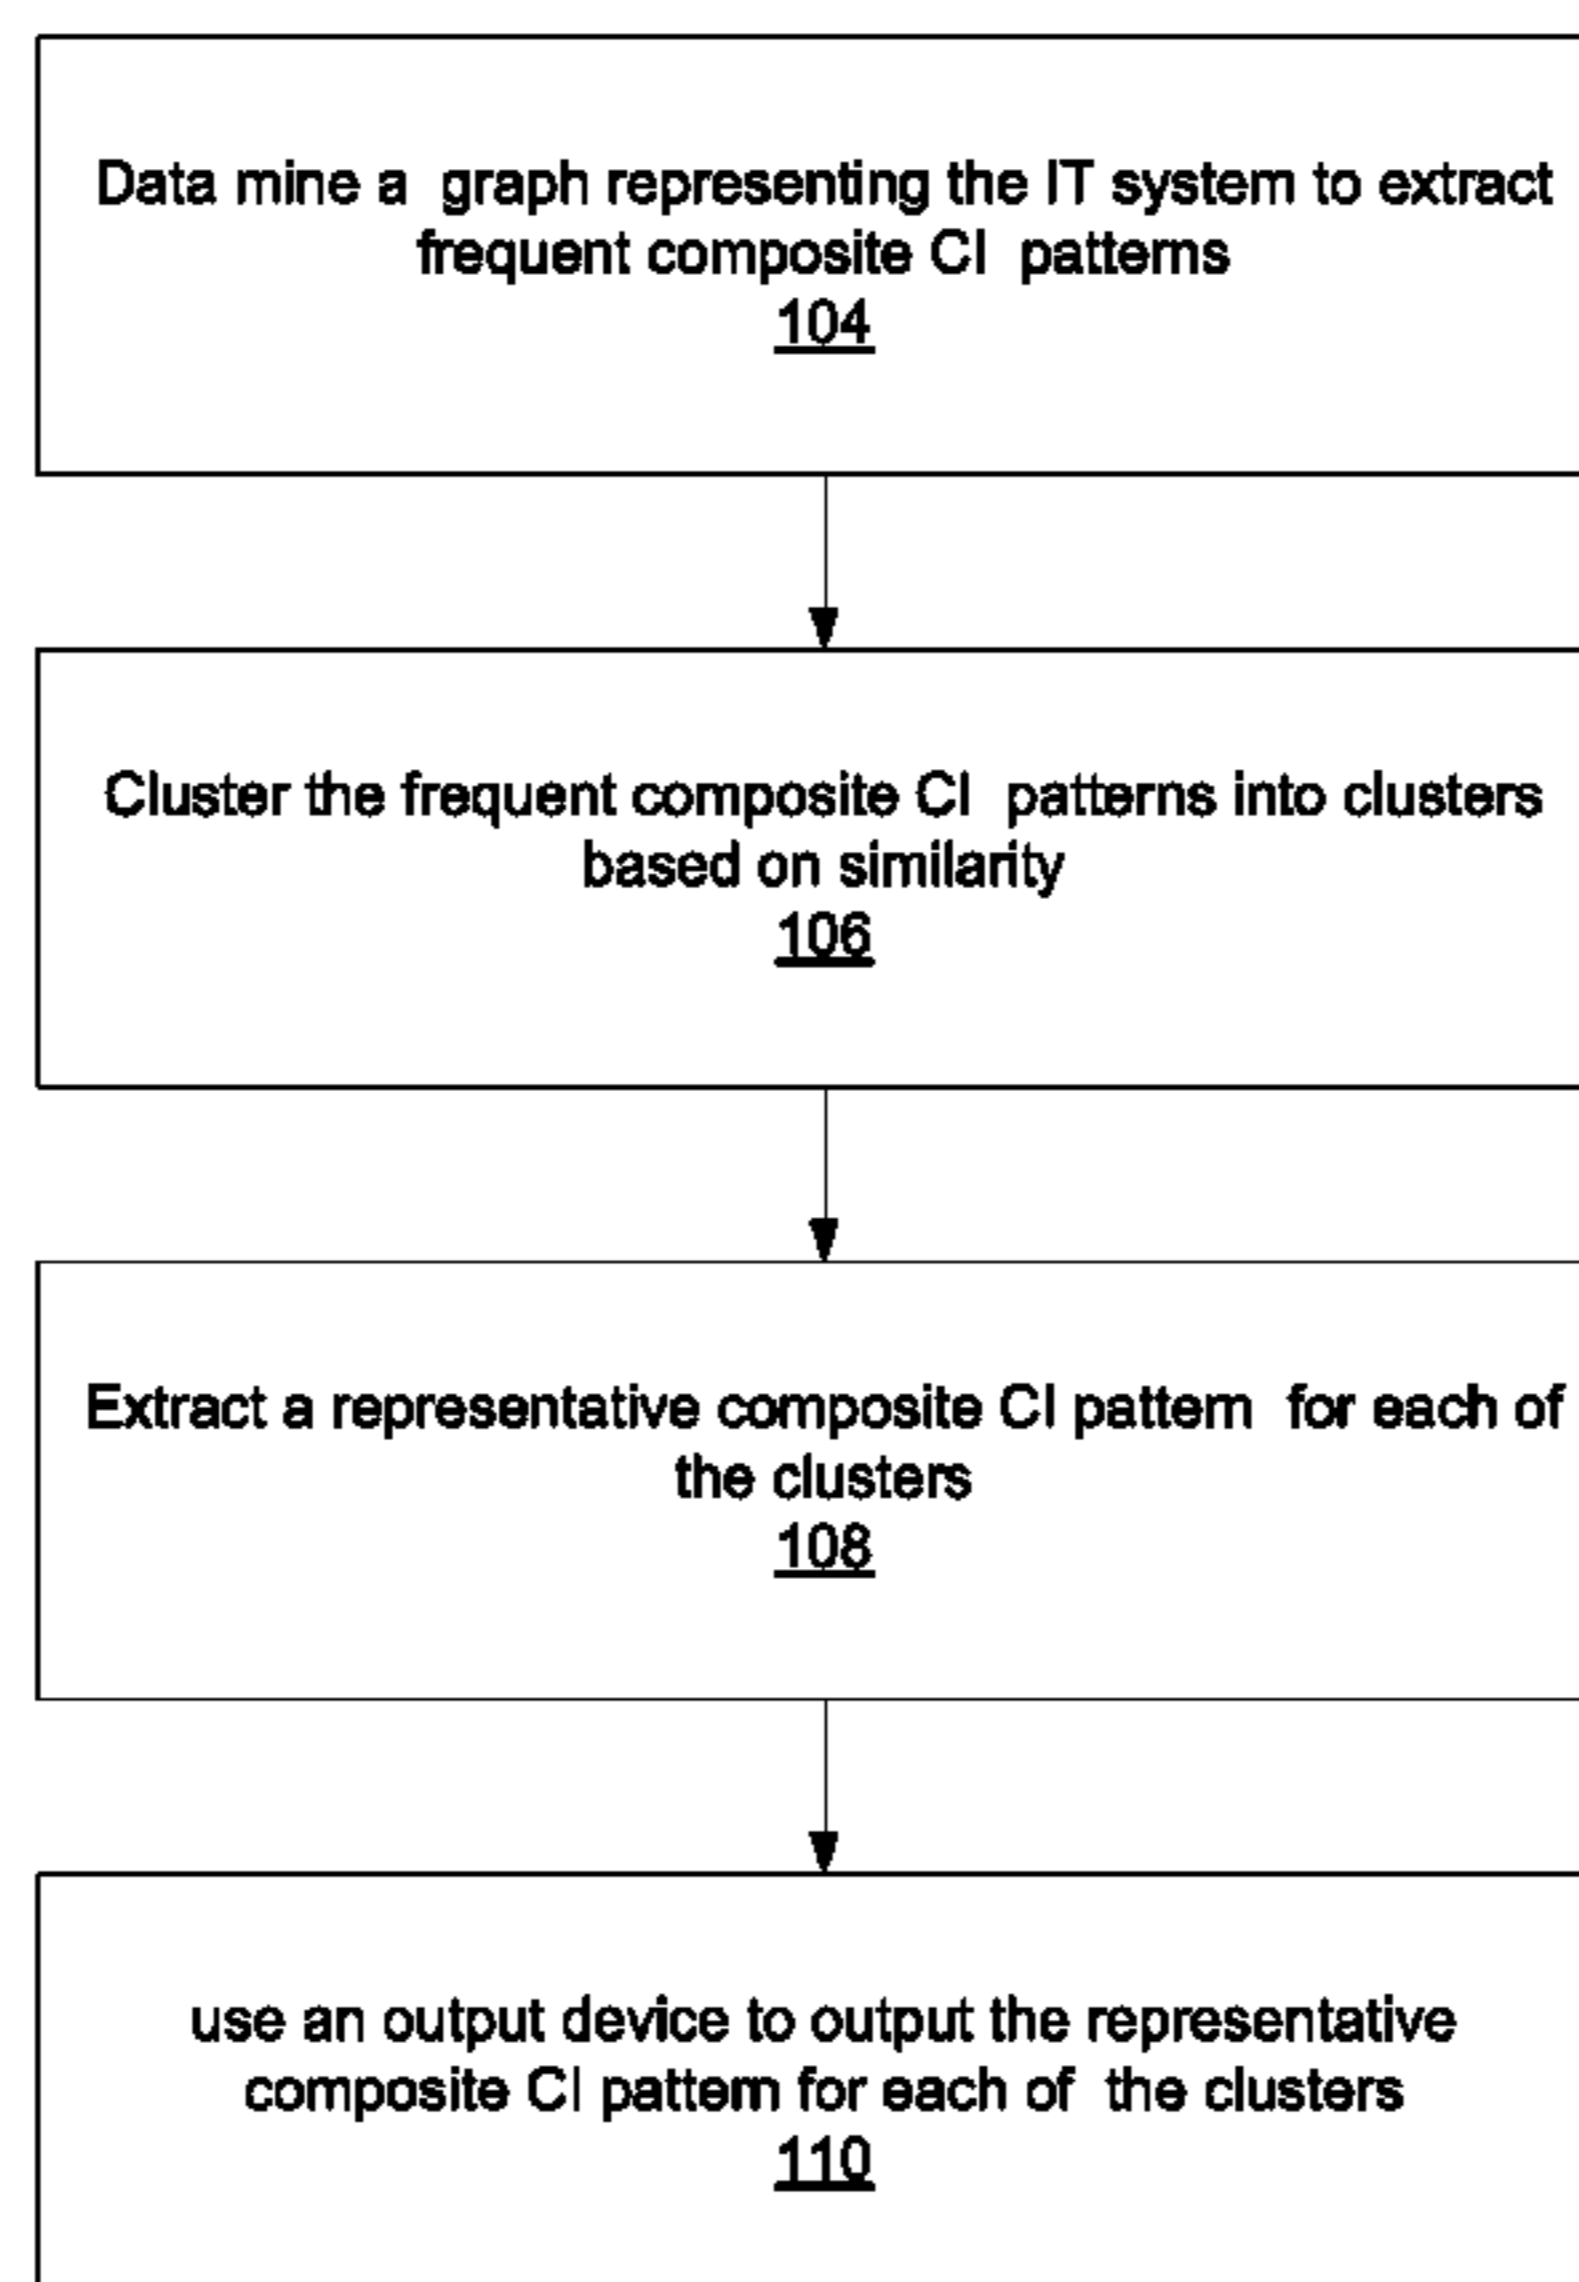 Data mine a graph representing the IT system to extract
frequent composite CI patterns
104
Cluster the frequent composite CI patterns into clusters
based on similarity
106
Extract a representative composite CI pattern for each of
the clusters
108
use an output device to output the representative
composite CI pattern for each of the clusters
110